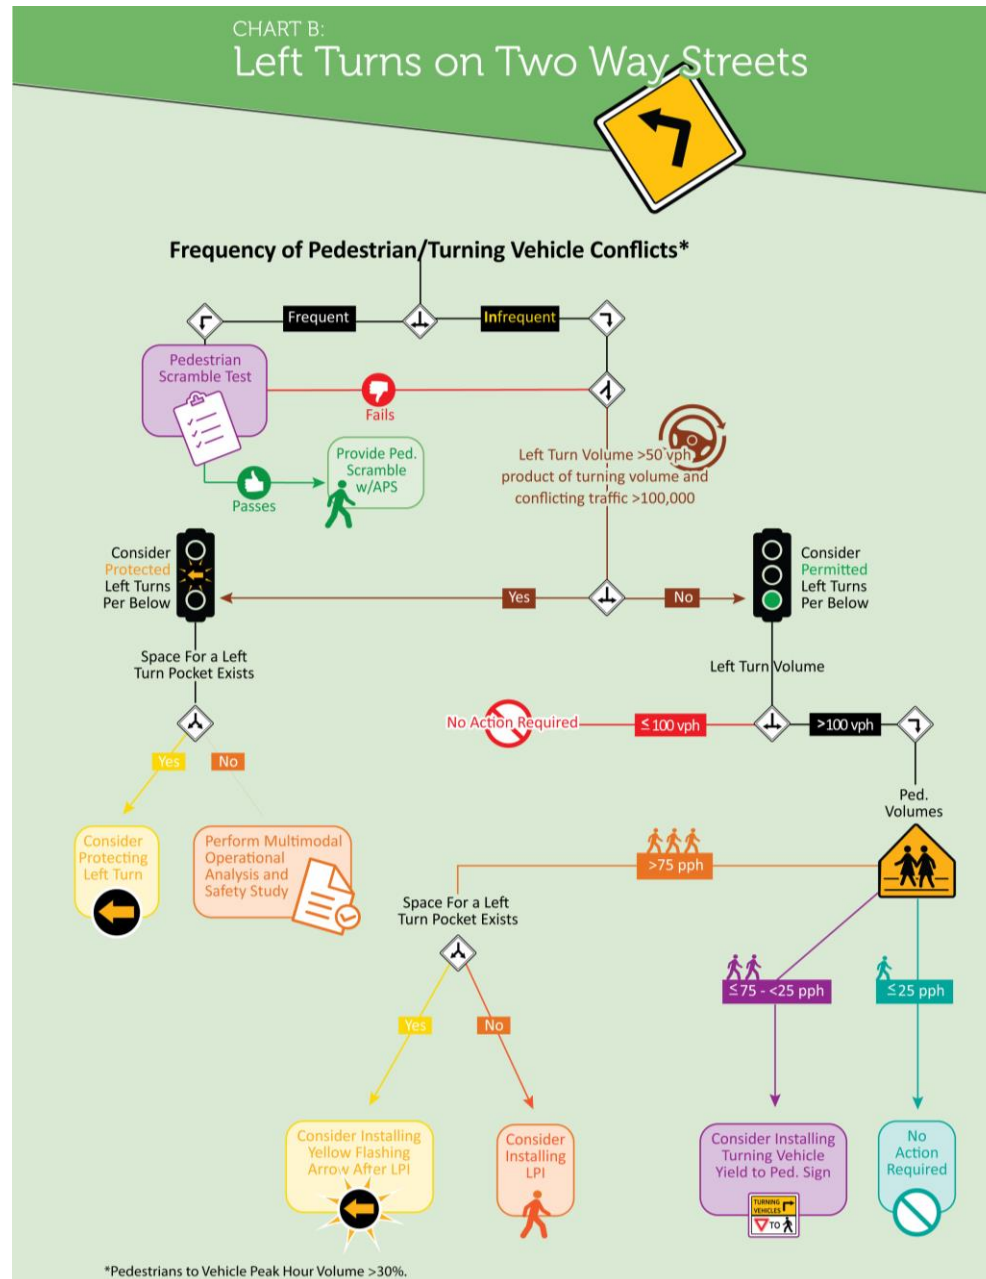 CHART B:
Left Turns on Two Way Streets
Frequency of Pedestrian/Turning Vehicle Conflicts*
Frequent
Infrequent
Pedestrian
Scramble Test
Fails
Provide Ped.
Scramble
w/APS
Passes
Left Turn Volume >50 vph
product of turning volume and
conflicting traffic >100,000
Consider
Protected
Left Turns
Per Below
Yes
No
Consider
Permitted
Left Turns
Per Below
Space For a Left
Turn Pocket Exists
Left Turn Volume
No Action Required
≤100 vph
>100 vph
Yes
No
Ped.
Volumes
Consider
Protecting
Left Turn
Perform Multimodal
Operational
Analysis and
Safety Study
>75 pph
Space For a Left
Turn Pocket Exists
≤75 - <25 pph
≤25 pph
Yes
No
Consider Installing
Yellow Flashing
Arrow After LPI
Consider
Installing
LPI
Consider Installing
Turning Vehicle
Yield to Ped. Sign
TURNING
VEHICLES
TO
No
Action
Required
*Pedestrians to Vehicle Peak Hour Volume >30%.